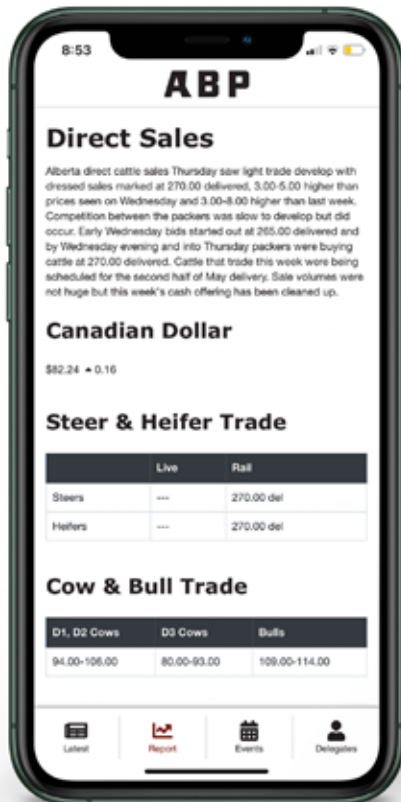 8:53
ABP
Direct Sales
Alberta direct cattle sales Thursday saw light trade develop with
dressed sales marked at 270.00 delivered, 3.00-5.00 higher than
prices seen on Wednesday and 3.00-8.00 higher than last week.
Competition between the packers was slow to develop but did
occur. Early Wednesday bids started out at 265.00 delivered and
by Wednesday evening and into Thursday packers were buying
cattle at 270.00 delivered. Cattle that trade this week were being
scheduled for the second half of May delivery. Sale volumes were
not huge but this week's cash offering has been cleaned up.
Canadian Dollar
$82.24 ▲ 0.16
Steer & Heifer Trade
Live Rail
Steers --- 270.00 del
Heifers --- 270.00 del
Cow & Bull Trade
D1, D2 Cows D3 Cows Bulls
94.00-106.00 80.00-93.00 109.00-114.00
Latest Report Events Delegates